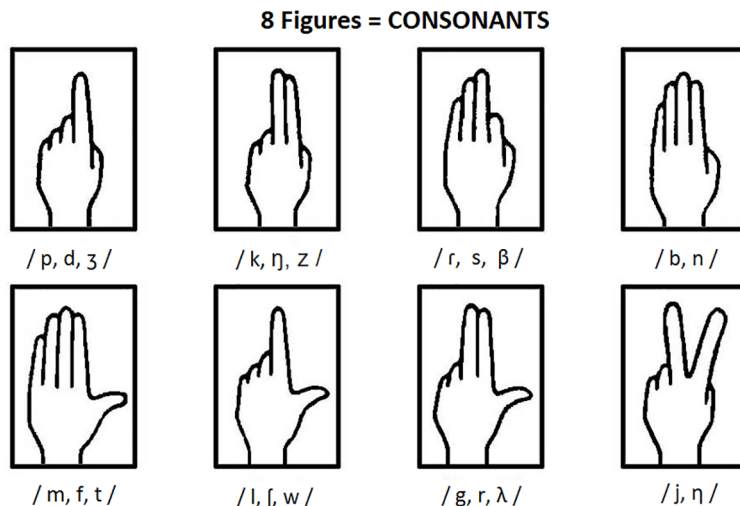 8 Figures = CONSONANTS
/ p, d, ʒ /
/ k, ŋ, z /
/ ɾ, s, β /
/ b, n /
/ m, f, t /
/ l, ʃ, w /
/ g, r, λ /
/ j, η /